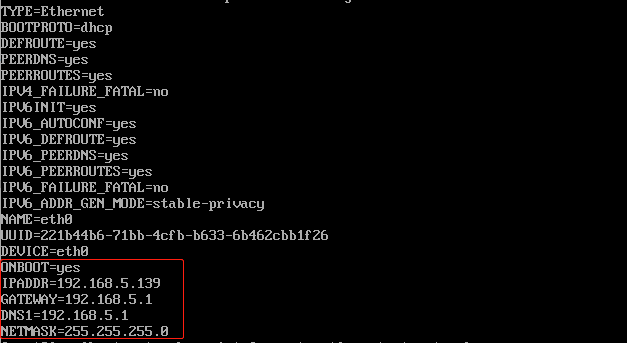 TYPE=Ethernet
BOOTPROTO=dhcp
DEFROUTE=yes
PEERDNS=yes
PEERROUTES=yes
IPV4_FAILURE_FATAL=no
IPV6INIT=yes
IPV6_AUTOCONF=yes
IPV6_DEFROUTE=yes
IPV6_PEERDNS=yes
IPV6_PEERROUTES=yes
IPV6_FAILURE_FATAL=no
IPV6_ADDR_GEN_MODE=stable-privacy
NAME=eth0
UUID=221b44b6-71bb-4cfb-b633-6b462cbb1f26
DEVICE=eth0
ONBOOT=yes
IPADDR=192.168.5.139
GATEWAY=192.168.5.1
DNS1=192.168.5.1
NETMASK=255.255.255.0